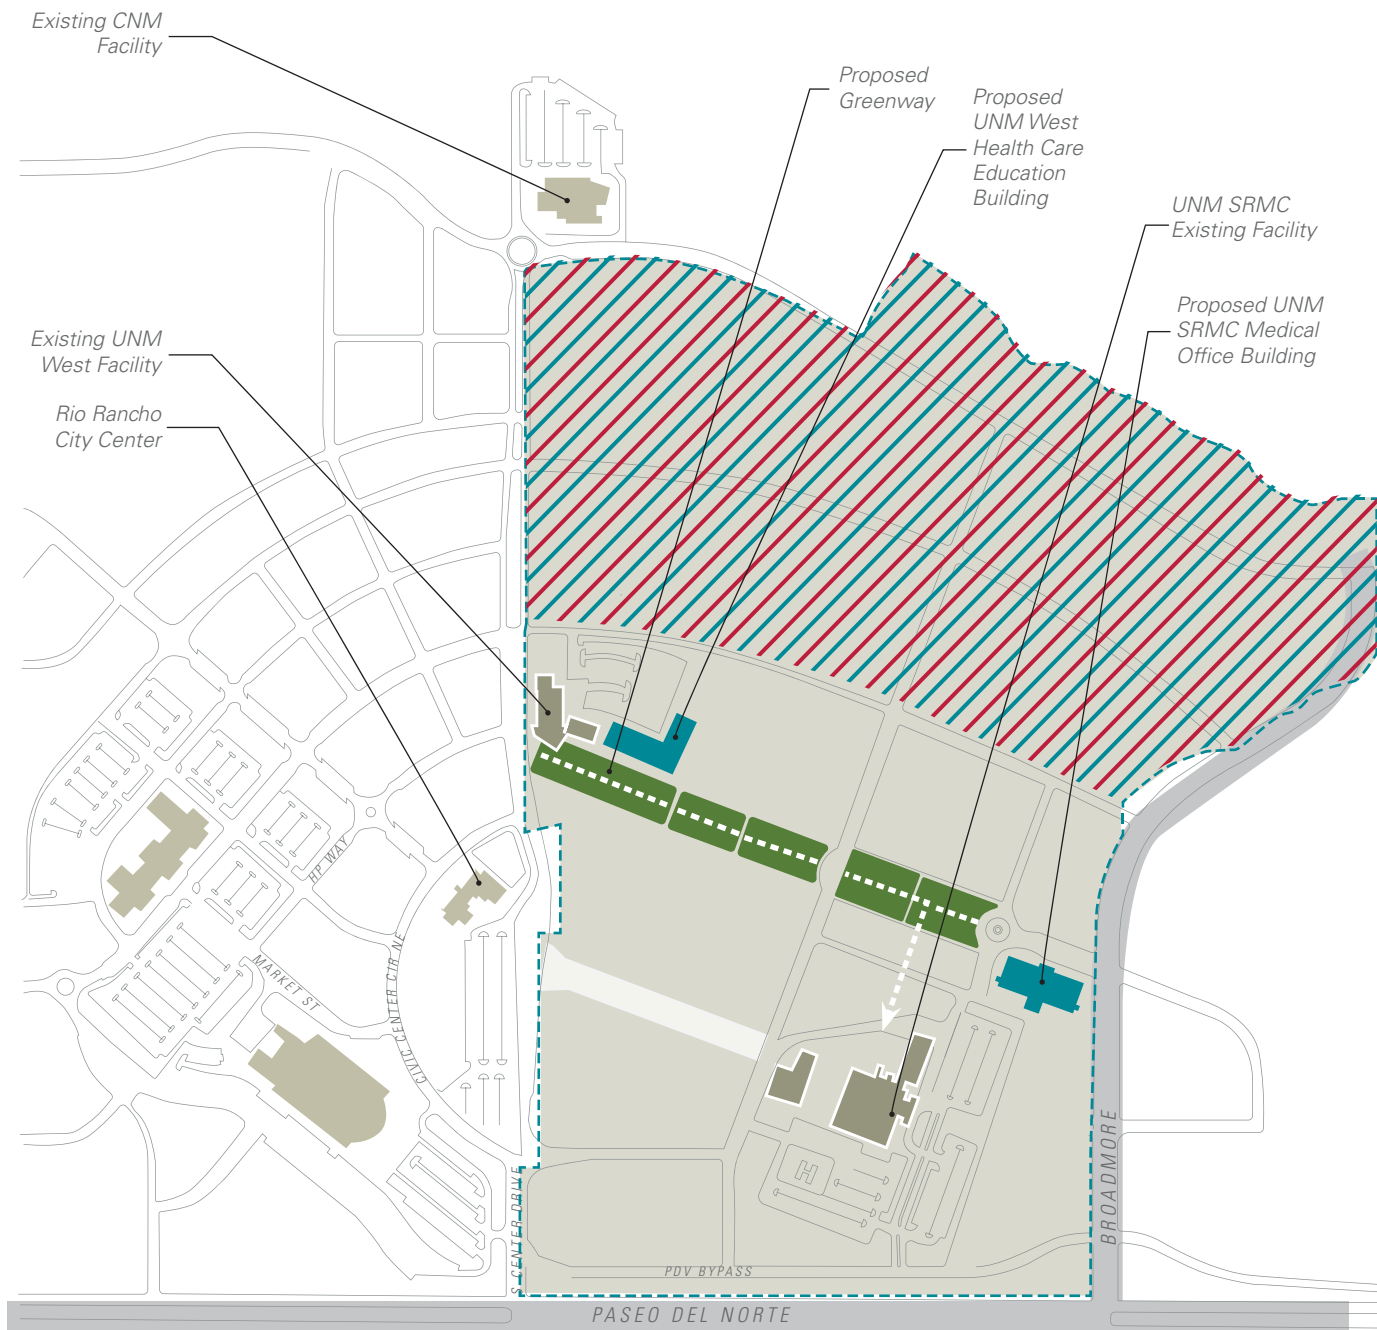 Existing CNM
Facility
Proposed
Greenway
Proposed
UNM West
Health Care
Education
Building
UNM SRMC
Existing Facility
Proposed UNM
SRMC Medical
Office Building
Existing UNM
West Facility
Rio Rancho
City Center
HP WAY
MARKET ST
CIVIC CENTER CIR NE
S CENTER DRIVE
H
PDV BYPASS
BROADMORE
PASEO DEL NORTE